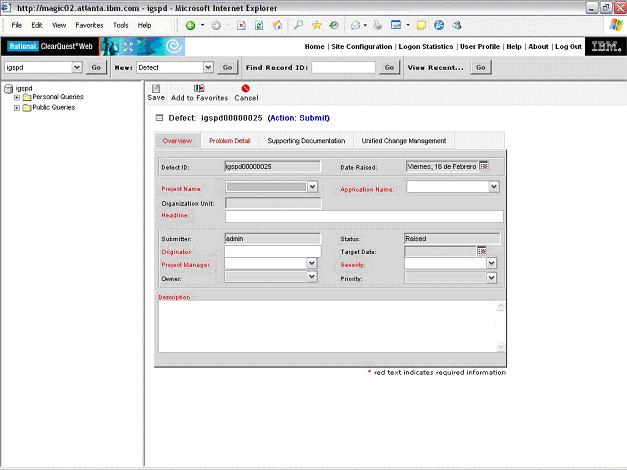 http://magic02.atlanta.ibm.com - igspd - Microsoft Internet Explorer
File Edit View Favorites Tools Help
Rational ClearQuest Web
Home | Site Configuration | Logon Statistics | User Profile | Help | About | Log Out IBM
igspd Go New: Defect Go Find Record ID: Go View Recent... Go
igspd
Personal Queries
Public Queries
Save Add to Favorites Cancel
Defect: igspd00000025 (Action: Submit)
Overview Problem Detail Supporting Documentation Unified Change Management
Defect ID: igspd00000025 Date Raised: Viernes, 16 de Febrero
Project Name: Application Name:
Organization Unit:
Headline:
Submitter: admin Status: Raised
Originator: Target Date:
Project Manager: Severity:
Owner: Priority:
Description
* red text indicates required information